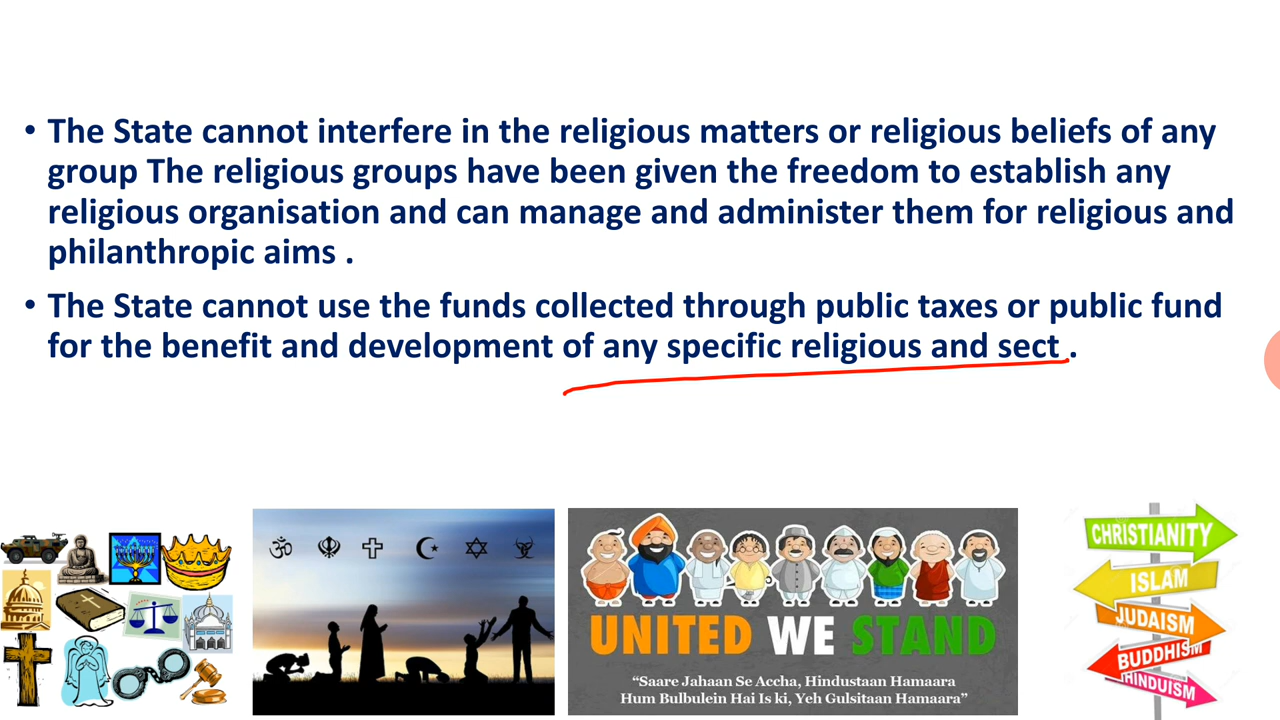 • The State cannot interfere in the religious matters or religious beliefs of any
group The religious groups have been given the freedom to establish any
religious organisation and can manage and administer them for religious and
philanthropic aims .
• The State cannot use the funds collected through public taxes or public fund
for the benefit and development of any specific religious and sect .
UNITED WE STAND
“Saare Jahaan Se Accha, Hindustaan Hamaara
Hum Bulbulein Hai Is ki, Yeh Gulsitaan Hamaara”
CHRISTIANITY
ISLAM
JUDAISM
BUDDHISM
HINDUISM